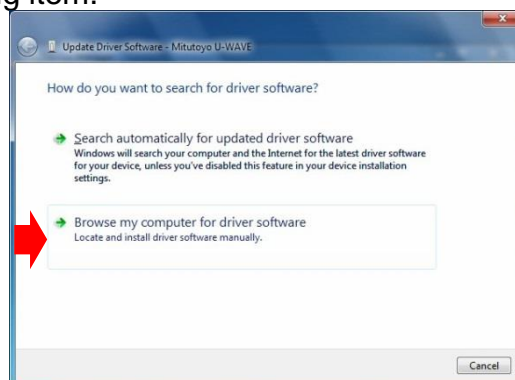 item.
Update Driver Software - Mitutoyo U-WAVE
How do you want to search for driver software?
Search automatically for updated driver software
Windows will search your computer and the Internet for the latest driver software
for your device, unless you've disabled this feature in your device installation
settings.
Browse my computer for driver software
Locate and install driver software manually.
Cancel